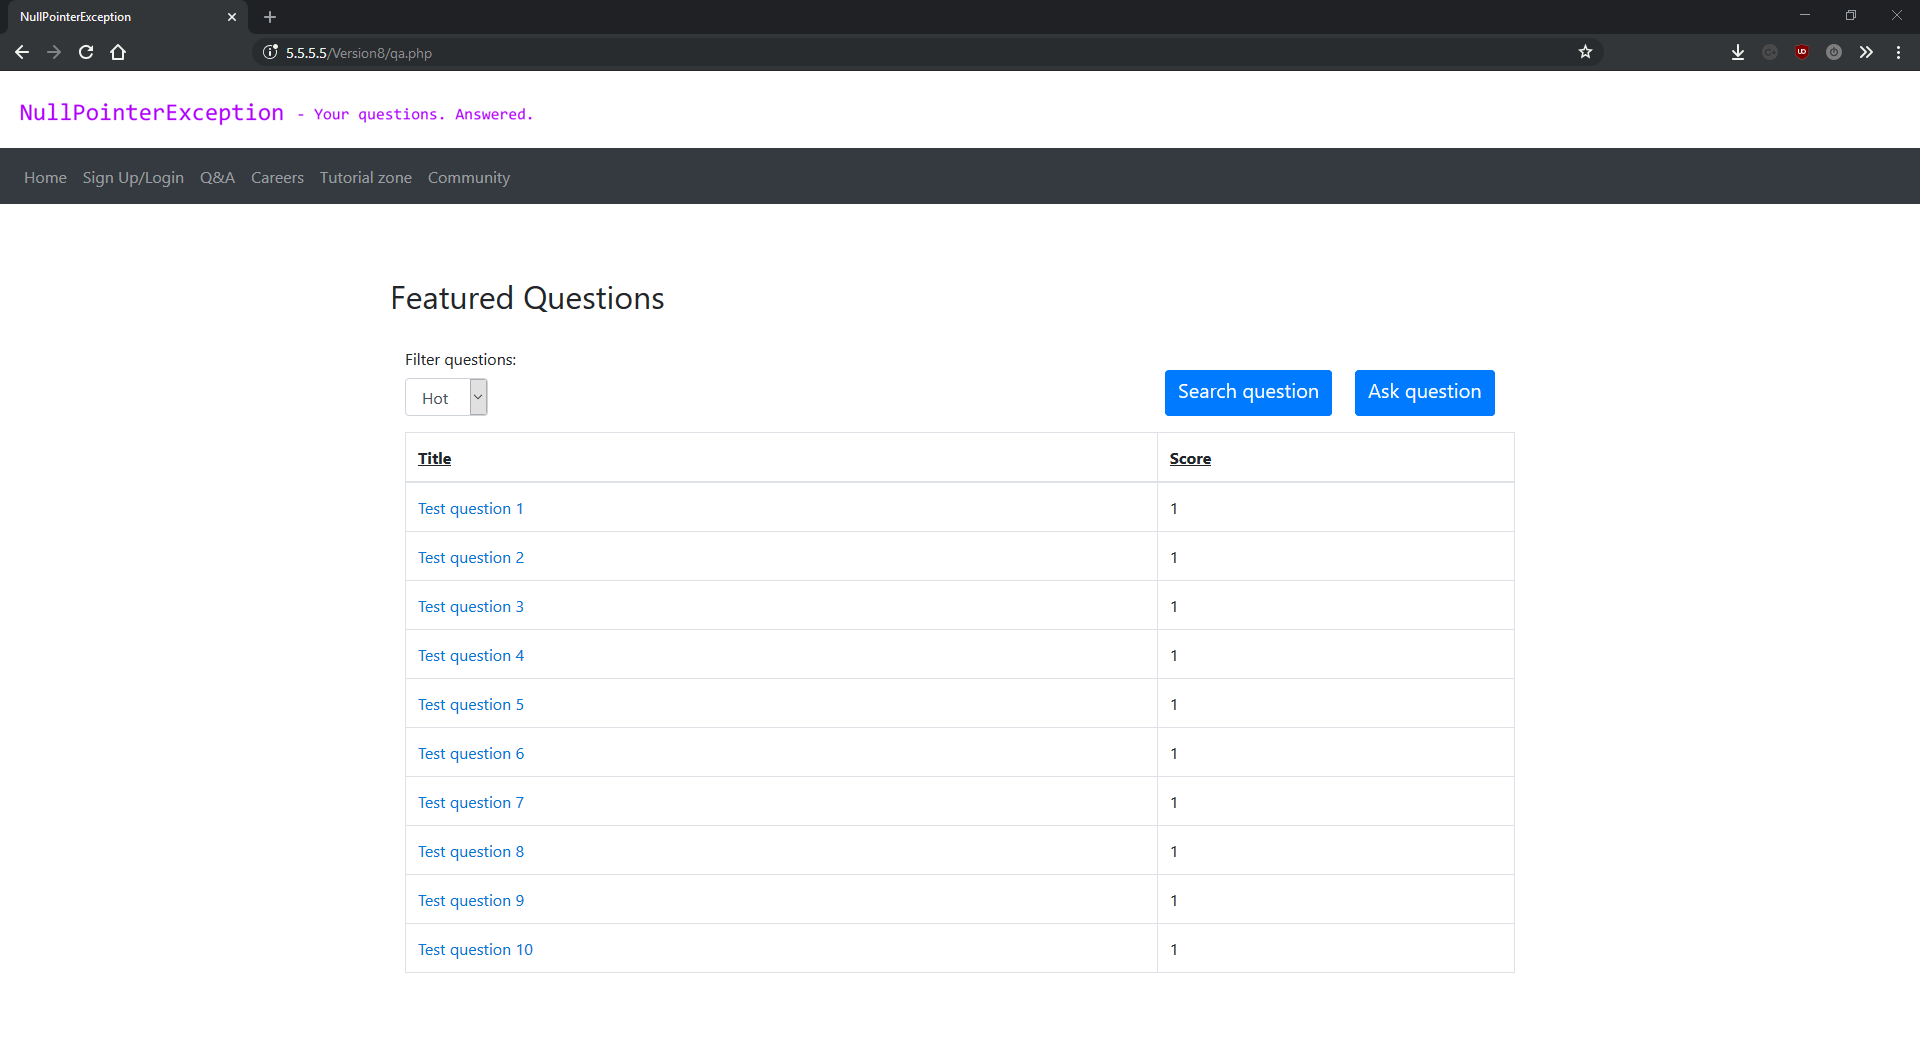 NullPointerException
5.5.5.5/Version8/qa.php
NullPointerException - Your questions. Answered.
Home Sign Up/Login Q&A Careers Tutorial zone Community
Featured Questions
Filter questions:
Hot
Search question Ask question
Title Score
Test question 1 1
Test question 2 1
Test question 3 1
Test question 4 1
Test question 5 1
Test question 6 1
Test question 7 1
Test question 8 1
Test question 9 1
Test question 10 1